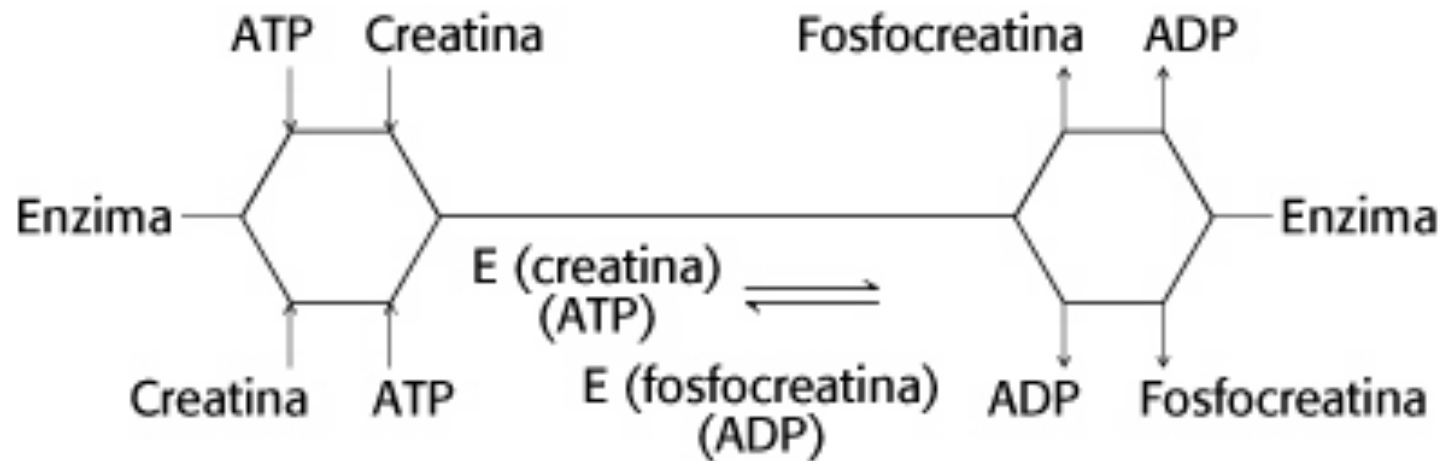 ATP Creatina Fosfocreatina ADP
Enzima Enzima
E (creatina)
(ATP)
E (fosfocreatina)
(ADP)
Creatina ATP ADP Fosfocreatina